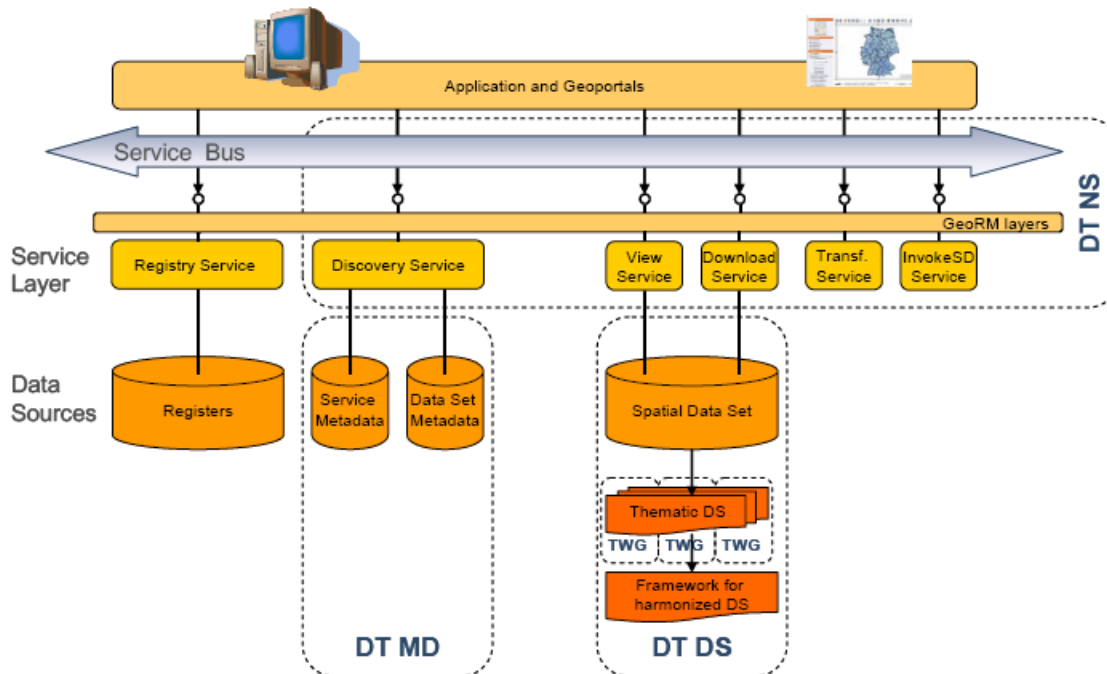 Application and Geoportals
Service Bus
DT NS
GeoRM layers
Service
Layer
Registry Service
Discovery Service
View
Service
Download
Service
Transf.
Service
InvokeSD
Service
Data
Sources
Registers
Service
Metadata
Data Set
Metadata
Spatial Data Set
Thematic DS
TWG
TWG
TWG
Framework for
harmonized DS
DT MD
DT DS